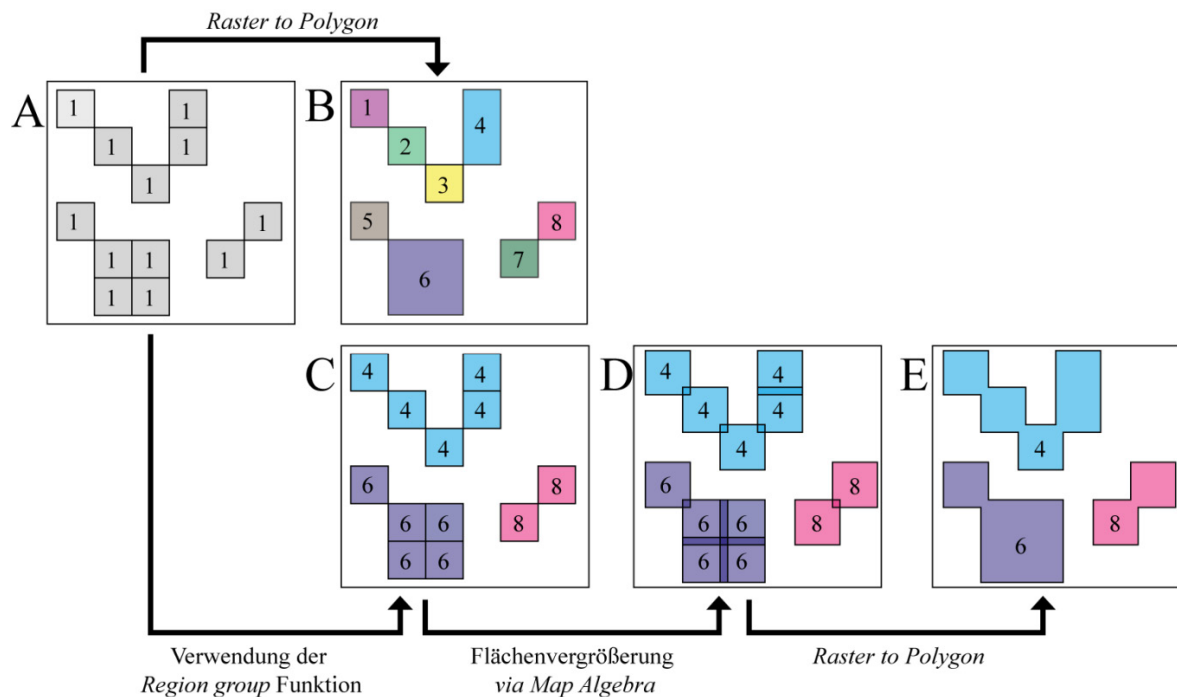 Raster to Polygon
A
1 1
1 1
1
1 1
1 1 1
1 1
B
1 4
2
3
5 8
6 7
C
4 4
4 4
4
6 8
6 6 8
6 6
D
4 4
4 4
4
6 8
6 6 8
6 6
E
4
8
6
Verwendung der
Region group Funktion
Flächenvergrößerung
via Map Algebra
Raster to Polygon